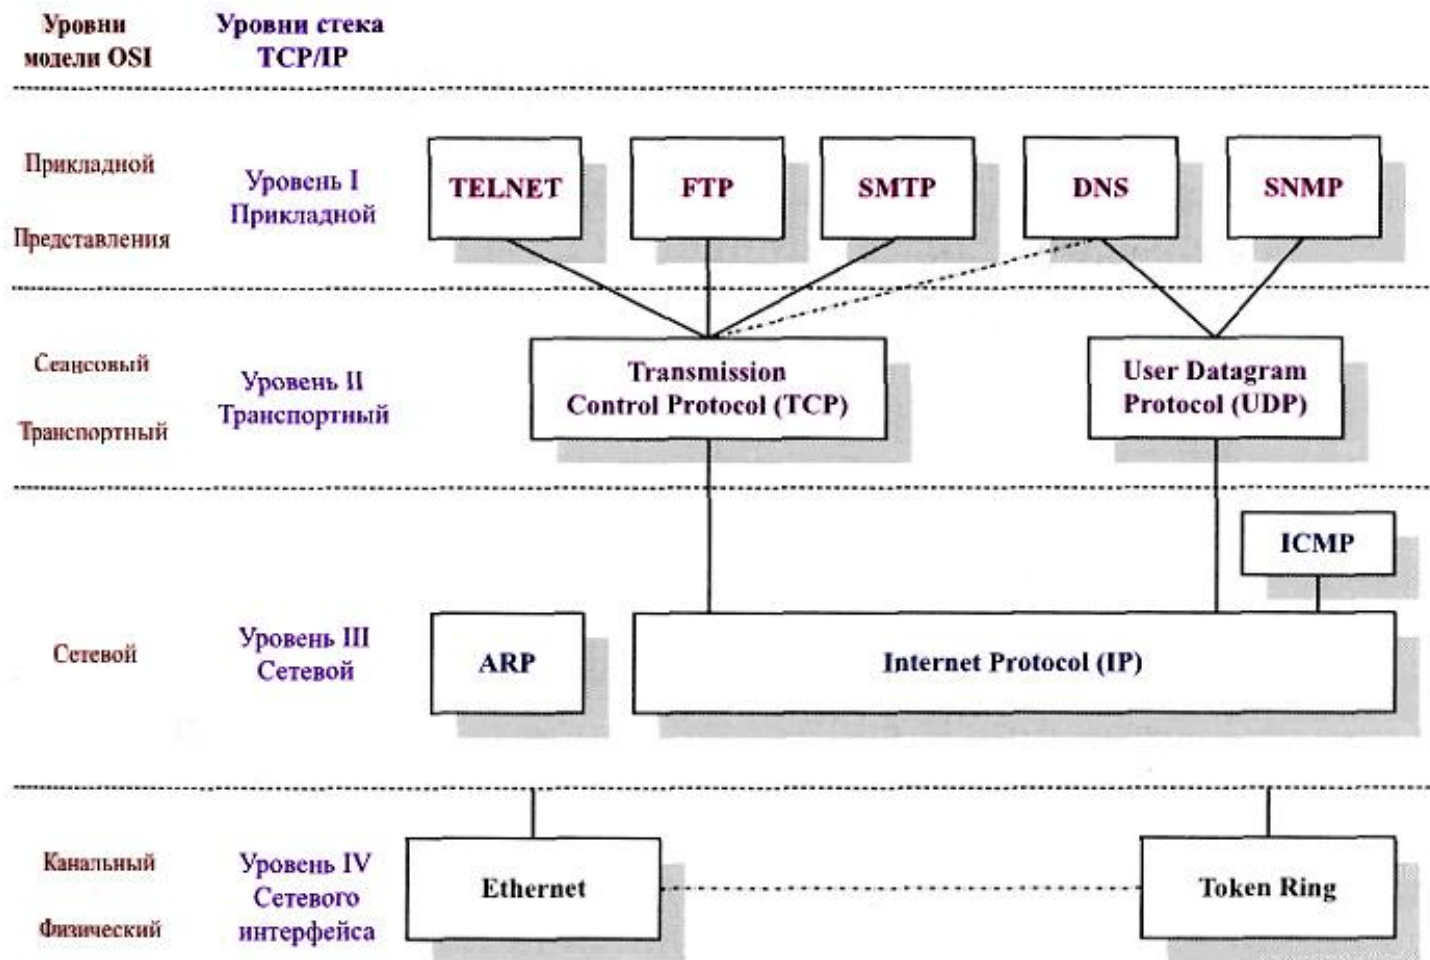 Уровни модели OSI
Уровни стека TCP/IP
Прикладной
Представления
Уровень I
Прикладной
TELNET
FTP
SMTP
DNS
SNMP
Сеансовый
Транспортный
Уровень II
Транспортный
Transmission
Control Protocol (TCP)
User Datagram
Protocol (UDP)
Сетевой
Уровень III
Сетевой
ICMP
ARP
Internet Protocol (IP)
Канальный
Физический
Уровень IV
Сетевого
интерфейса
Ethernet
Token Ring